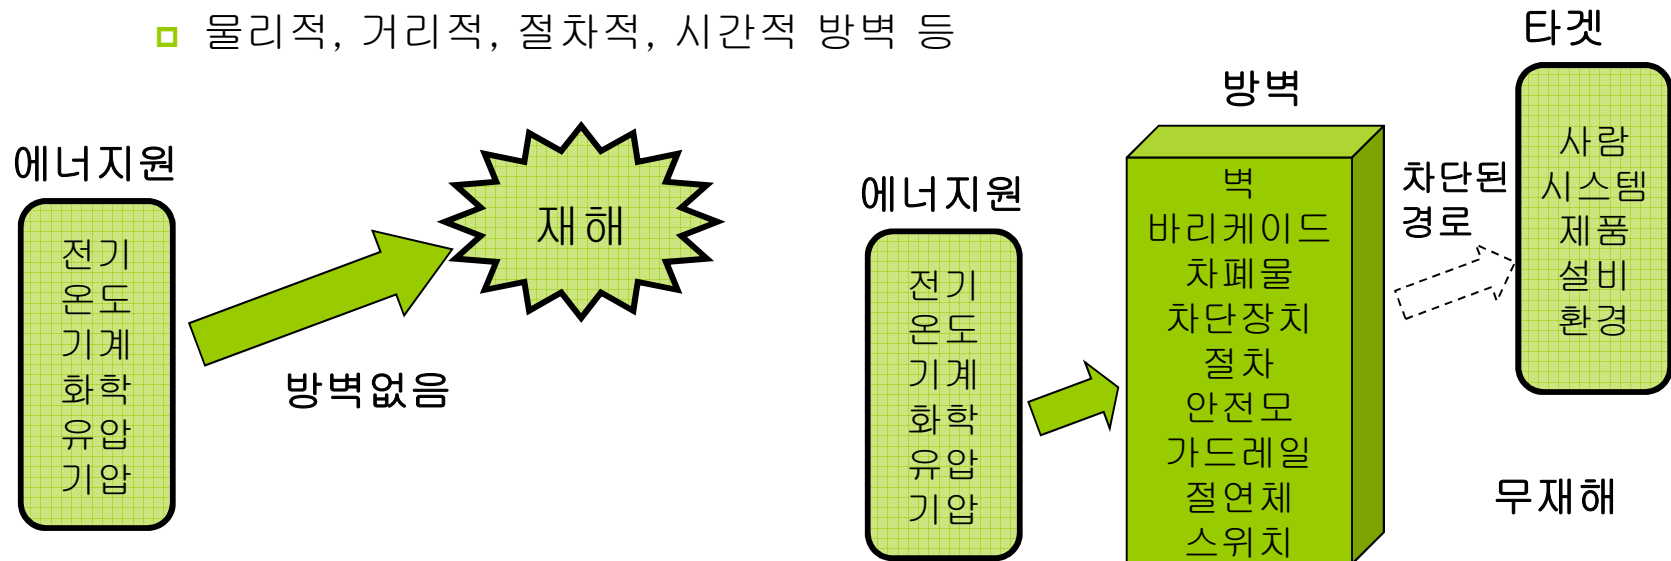 물리적, 거리적, 절차적, 시간적 방벽 등
에너지원
전기
온도
기계
화학
유압
기압
방벽없음
재해
에너지원
전기
온도
기계
화학
유압
기압
방벽
벽
바리케이드
차폐물
차단장치
절차
안전모
가드레일
절연체
스위치
차단된
경로
타겟
사람
시스템
제품
설비
환경
무재해